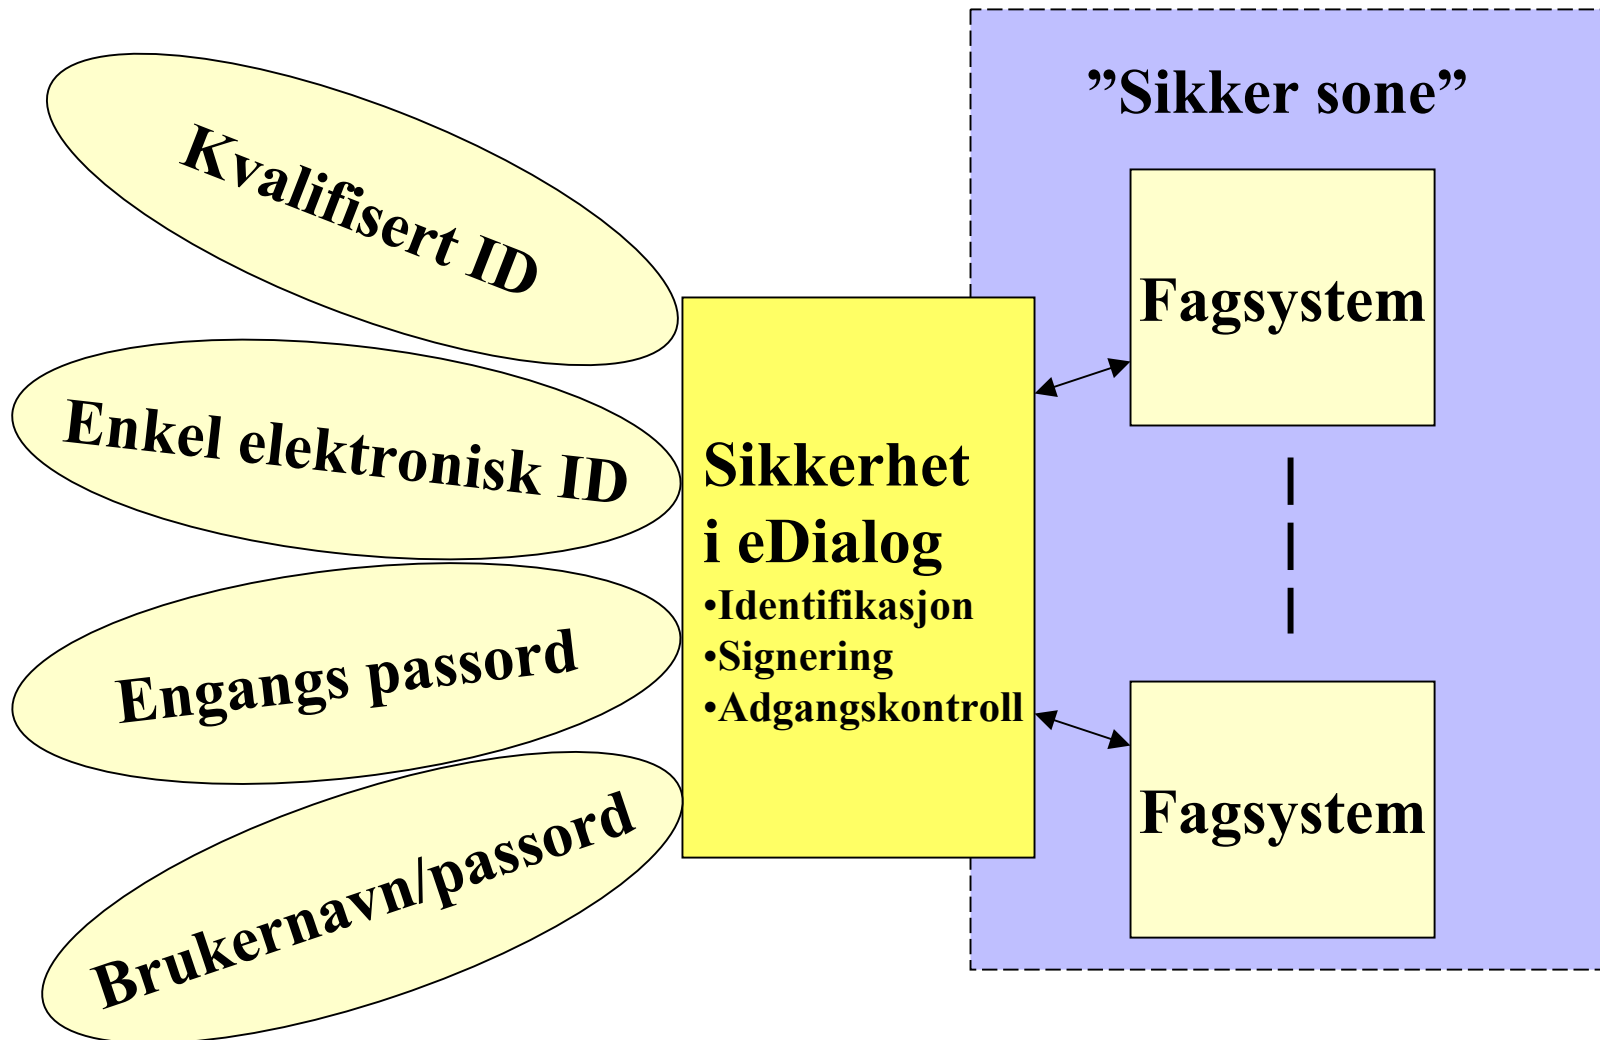 Kvalifisert ID
Enkel elektronisk ID
Engangs passord
Brukernavn/passord
Sikkerhet
i eDialog
•Identifikasjon
•Signering
•Adgangskontroll
”Sikker sone”
Fagsystem
Fagsystem